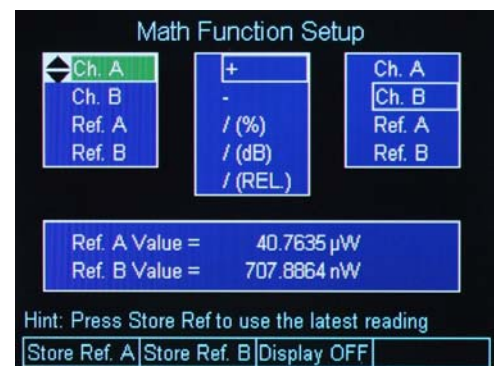 Math Function Setup
Ch. A
Ch. B
Ref. A
Ref. B
+
-
/ (%)
/ (dB)
/ (REL.)
Ch. A
Ch. B
Ref. A
Ref. B
Ref. A Value = 40.7635 µW
Ref. B Value = 707.8864 nW
Hint: Press Store Ref to use the latest reading
Store Ref. A Store Ref. B Display OFF